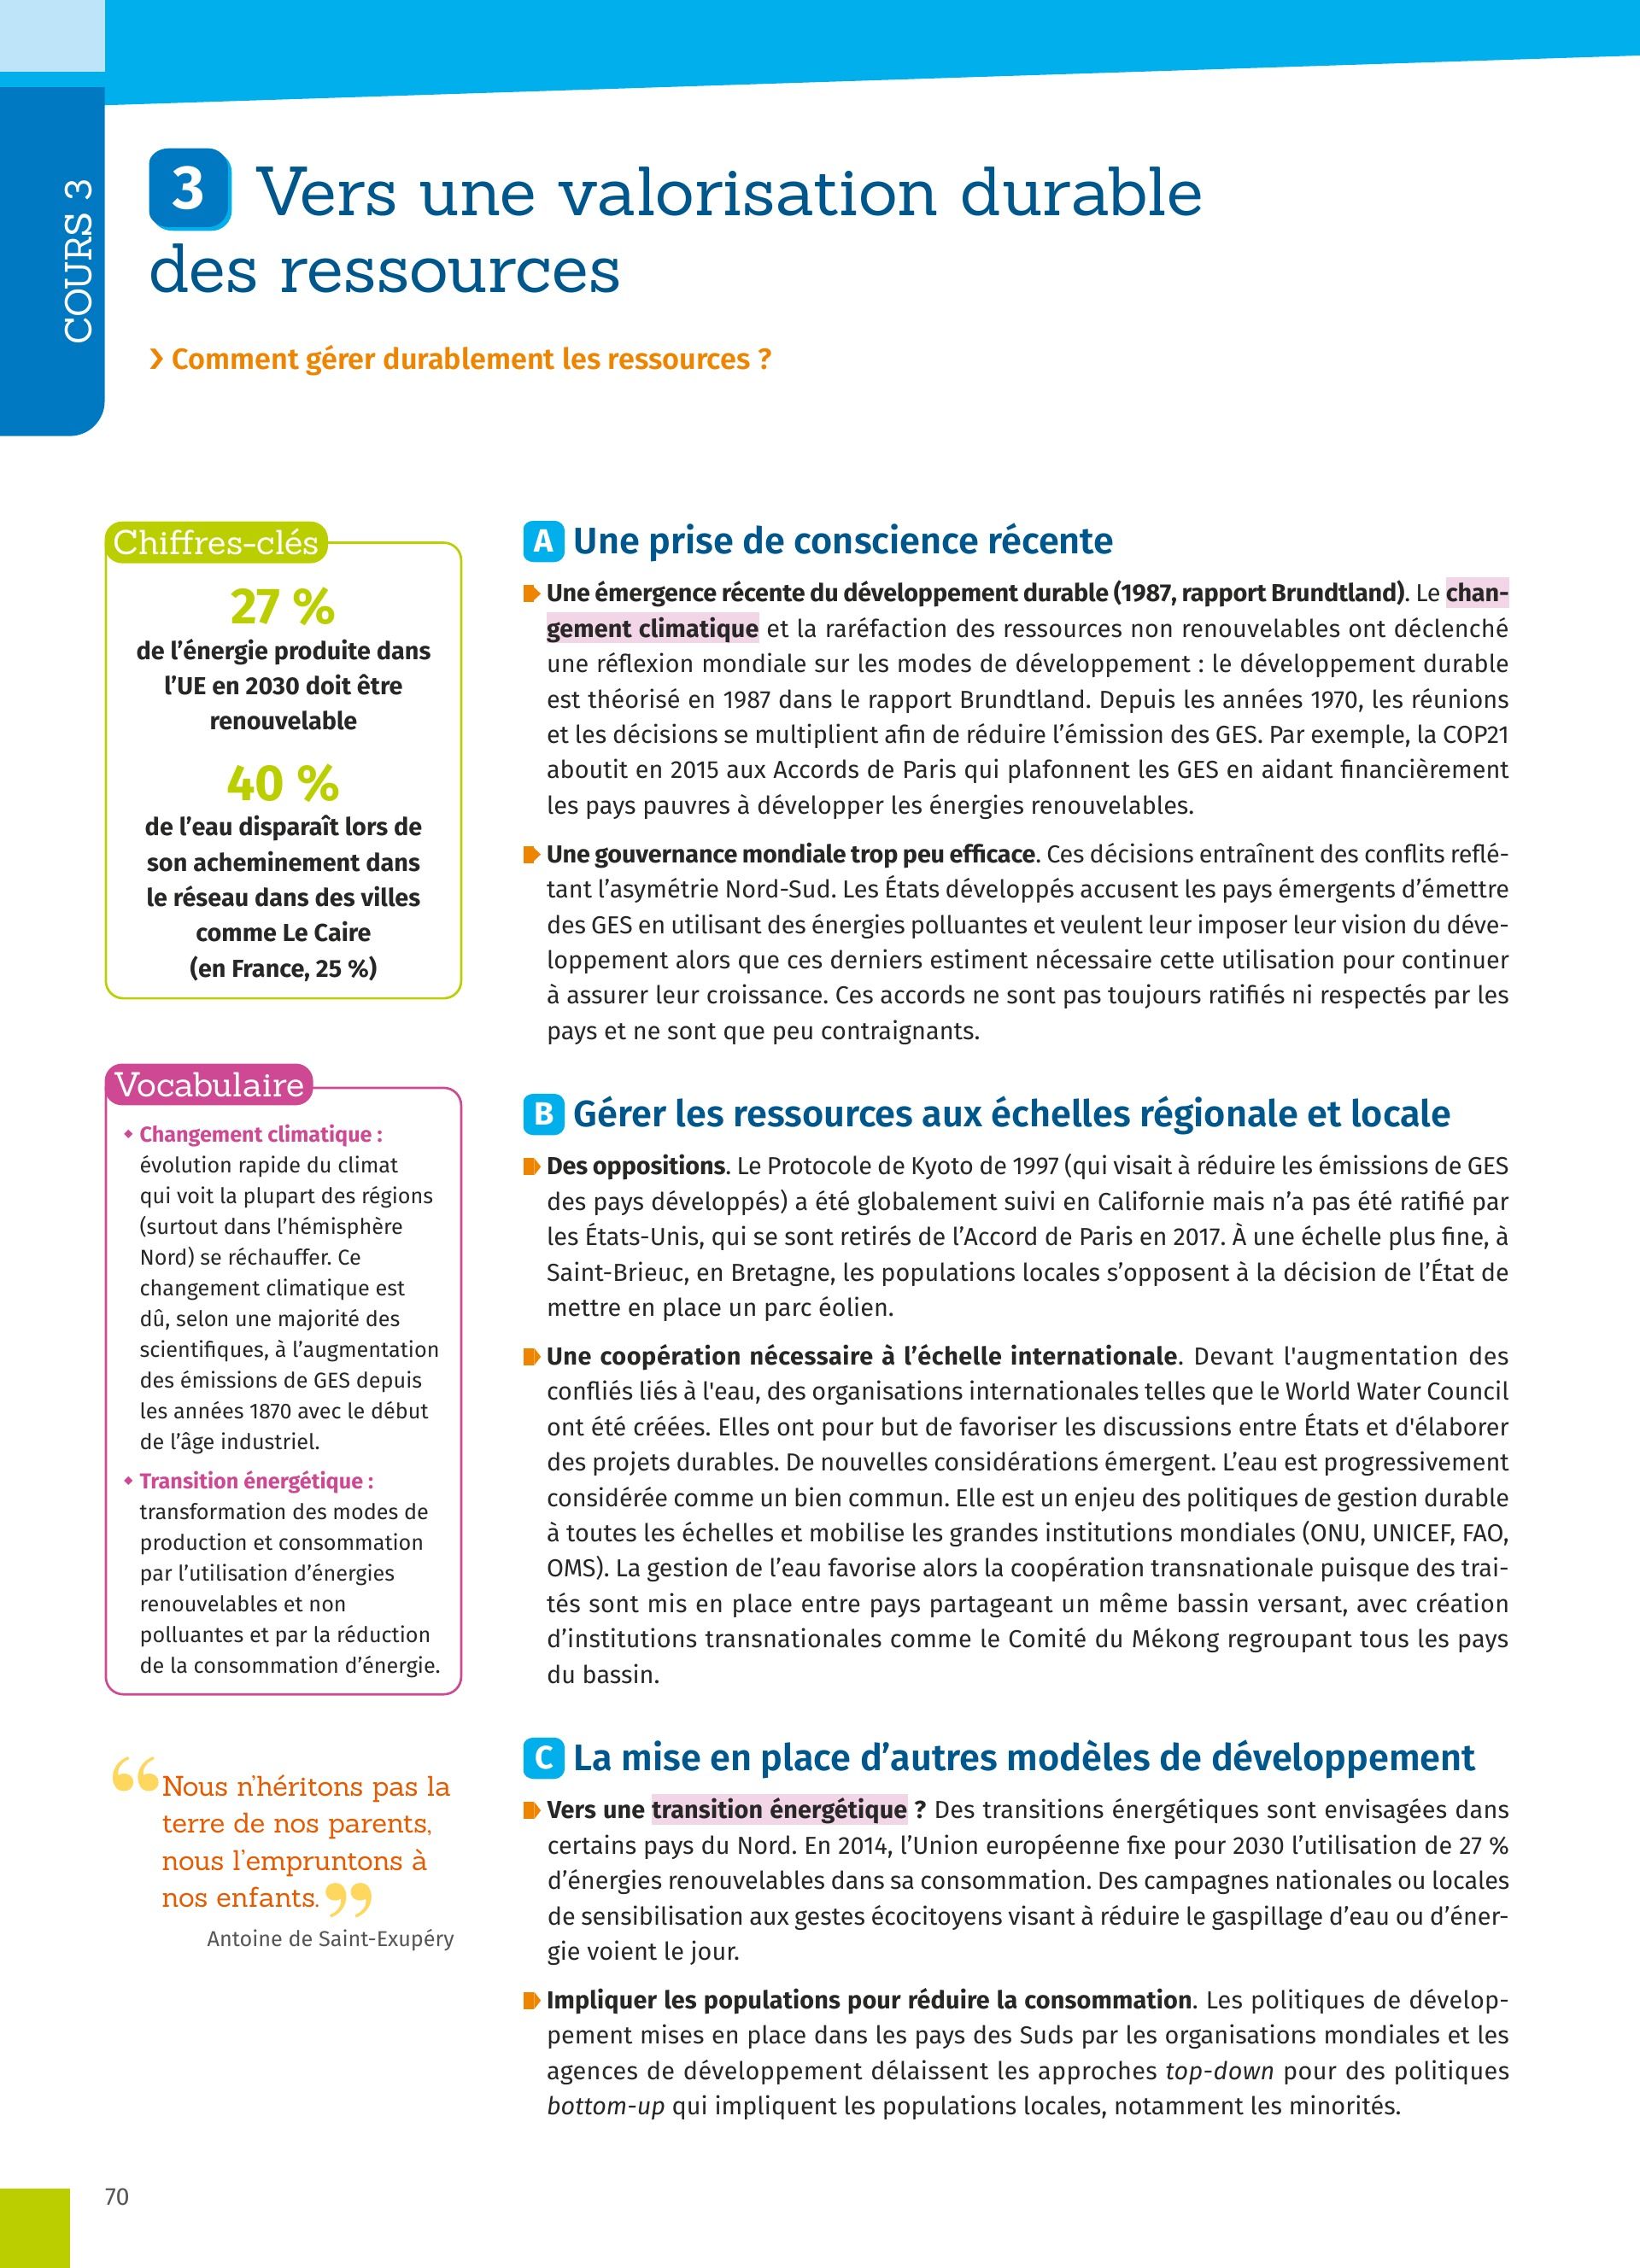 COURS 3
3 Vers une valorisation durable
des ressources
› Comment gérer durablement les ressources ?
Chiffres-clés
27 %
de l’énergie produite dans
l’UE en 2030 doit être
renouvelable
40 %
de l’eau disparaît lors de
son acheminement dans
le réseau dans des villes
comme Le Caire
(en France, 25 %)
Vocabulaire
Changement climatique :
évolution rapide du climat
qui voit la plupart des régions
(surtout dans l’hémisphère
Nord) se réchauffer. Ce
changement climatique est
dû, selon une majorité des
scientifiques, à l’augmentation
des émissions de GES depuis
les années 1870 avec le début
de l’âge industriel.
Transition énergétique :
transformation des modes de
production et consommation
par l’utilisation d’énergies
renouvelables et non
polluantes et par la réduction
de la consommation d’énergie.
“Nous n’héritons pas la
terre de nos parents,
nous l’empruntons à
nos enfants.”
Antoine de Saint-Exupéry
A Une prise de conscience récente
Une émergence récente du développement durable (1987, rapport Brundtland). Le chan-
gement climatique et la raréfaction des ressources non renouvelables ont déclenché
une réflexion mondiale sur les modes de développement : le développement durable
est théorisé en 1987 dans le rapport Brundtland. Depuis les années 1970, les réunions
et les décisions se multiplient afin de réduire l’émission des GES. Par exemple, la COP21
aboutit en 2015 aux Accords de Paris qui plafonnent les GES en aidant financièrement
les pays pauvres à développer les énergies renouvelables.
Une gouvernance mondiale trop peu efficace. Ces décisions entraînent des conflits reflé-
tant l’asymétrie Nord-Sud. Les États développés accusent les pays émergents d’émettre
des GES en utilisant des énergies polluantes et veulent leur imposer leur vision du déve-
loppement alors que ces derniers estiment nécessaire cette utilisation pour continuer
à assurer leur croissance. Ces accords ne sont pas toujours ratifiés ni respectés par les
pays et ne sont que peu contraignants.
B Gérer les ressources aux échelles régionale et locale
Des oppositions. Le Protocole de Kyoto de 1997 (qui visait à réduire les émissions de GES
des pays développés) a été globalement suivi en Californie mais n’a pas été ratifié par
les États-Unis, qui se sont retirés de l’Accord de Paris en 2017. À une échelle plus fine, à
Saint-Brieuc, en Bretagne, les populations locales s’opposent à la décision de l’État de
mettre en place un parc éolien.
Une coopération nécessaire à l’échelle internationale. Devant l'augmentation des
confliés liés à l'eau, des organisations internationales telles que le World Water Council
ont été créées. Elles ont pour but de favoriser les discussions entre États et d'élaborer
des projets durables. De nouvelles considérations émergent. L’eau est progressivement
considérée comme un bien commun. Elle est un enjeu des politiques de gestion durable
à toutes les échelles et mobilise les grandes institutions mondiales (ONU, UNICEF, FAO,
OMS). La gestion de l’eau favorise alors la coopération transnationale puisque des trai-
tés sont mis en place entre pays partageant un même bassin versant, avec création
d’institutions transnationales comme le Comité du Mékong regroupant tous les pays
du bassin.
C La mise en place d’autres modèles de développement
Vers une transition énergétique ? Des transitions énergétiques sont envisagées dans
certains pays du Nord. En 2014, l’Union européenne fixe pour 2030 l’utilisation de 27 %
d’énergies renouvelables dans sa consommation. Des campagnes nationales ou locales
de sensibilisation aux gestes écocitoyens visant à réduire le gaspillage d’eau ou d’éner-
gie voient le jour.
Impliquer les populations pour réduire la consommation. Les politiques de dévelop-
pement mises en place dans les pays des Suds par les organisations mondiales et les
agences de développement délaissent les approches top-down pour des politiques
bottom-up qui impliquent les populations locales, notamment les minorités.
70